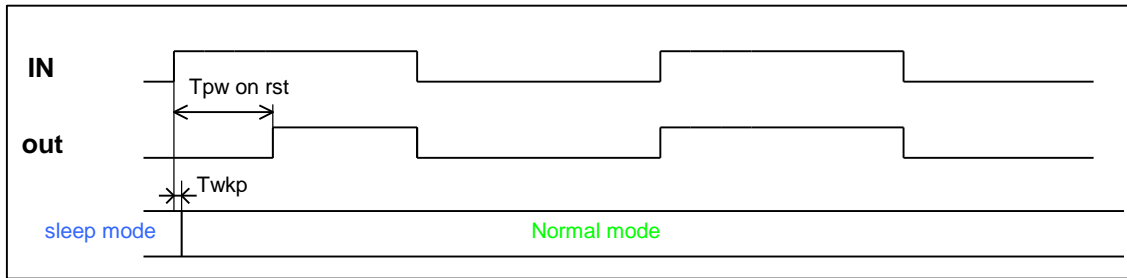 IN
Tpw on rst
out
Twkp
sleep mode Normal mode